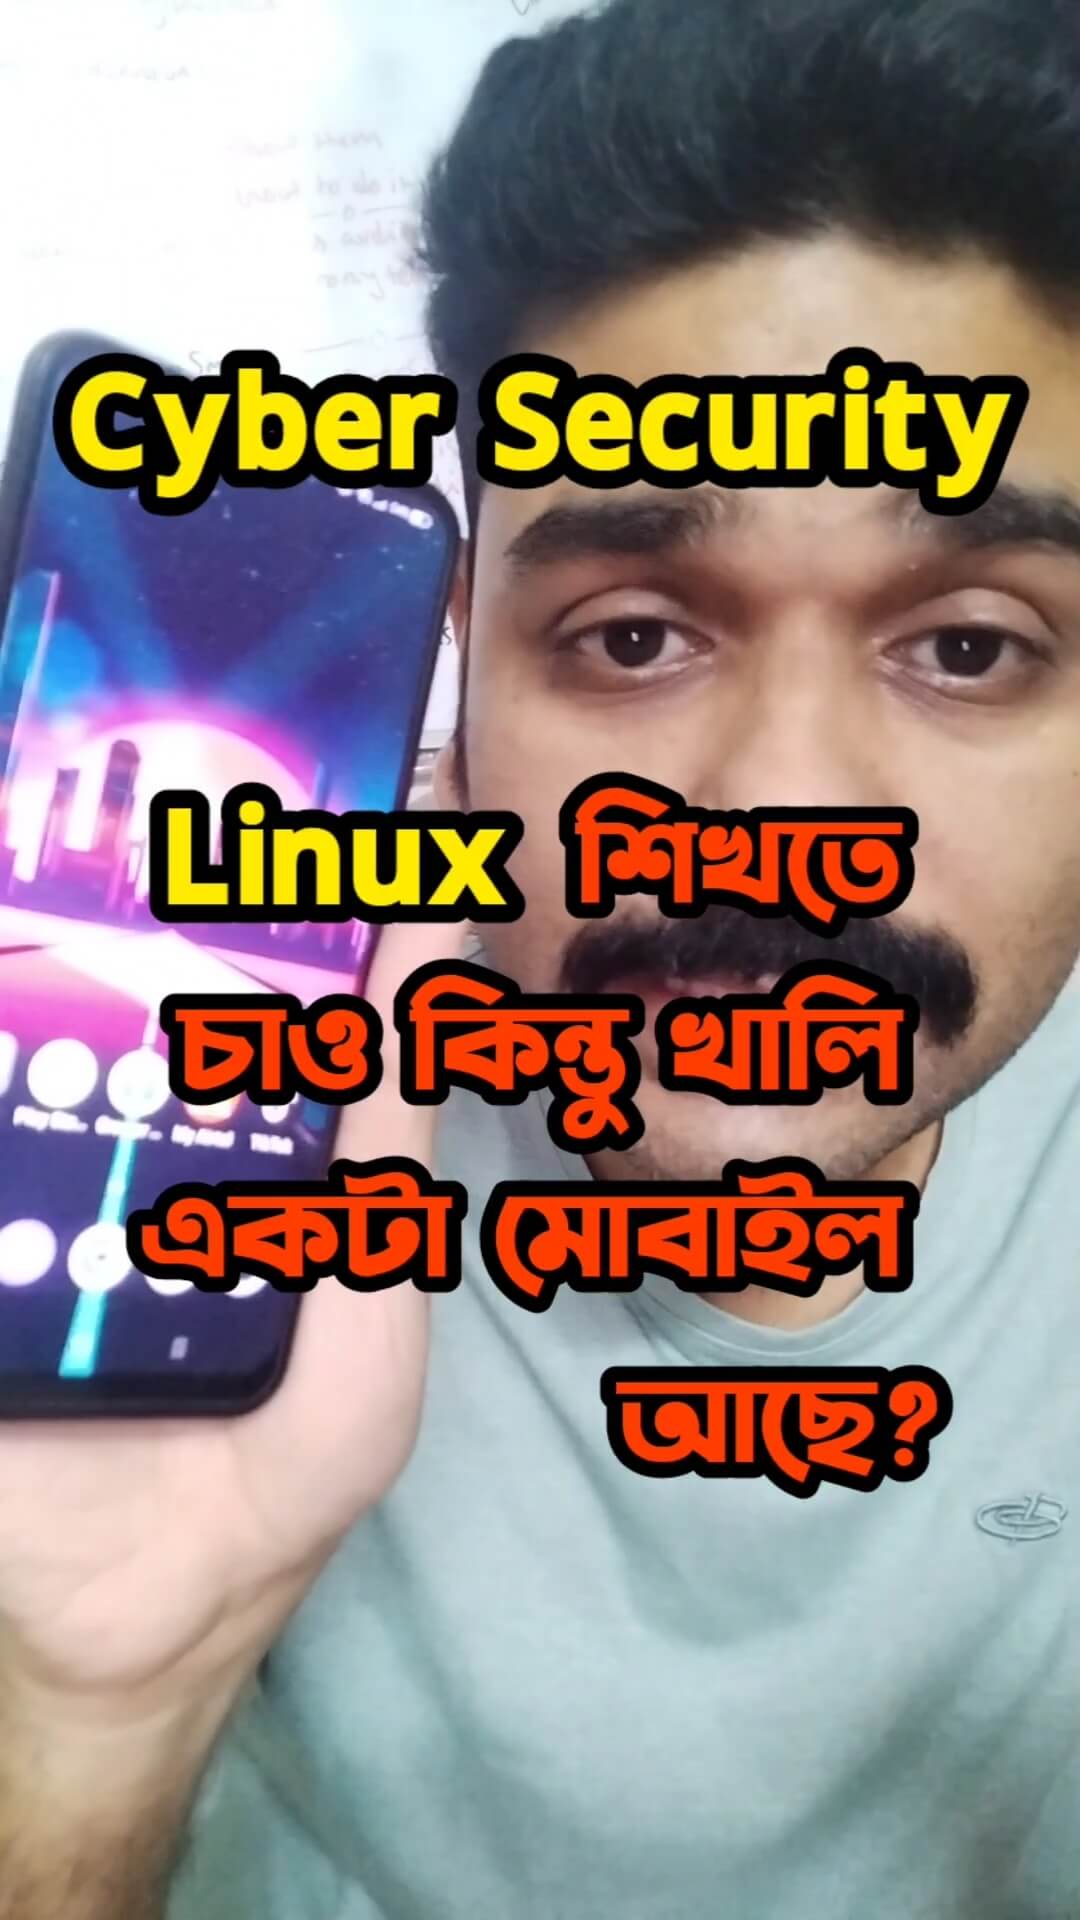 Cyber Security
Linux শিখতে
চাও কিন্তু খালি
একটা মোবাইল
আছে?